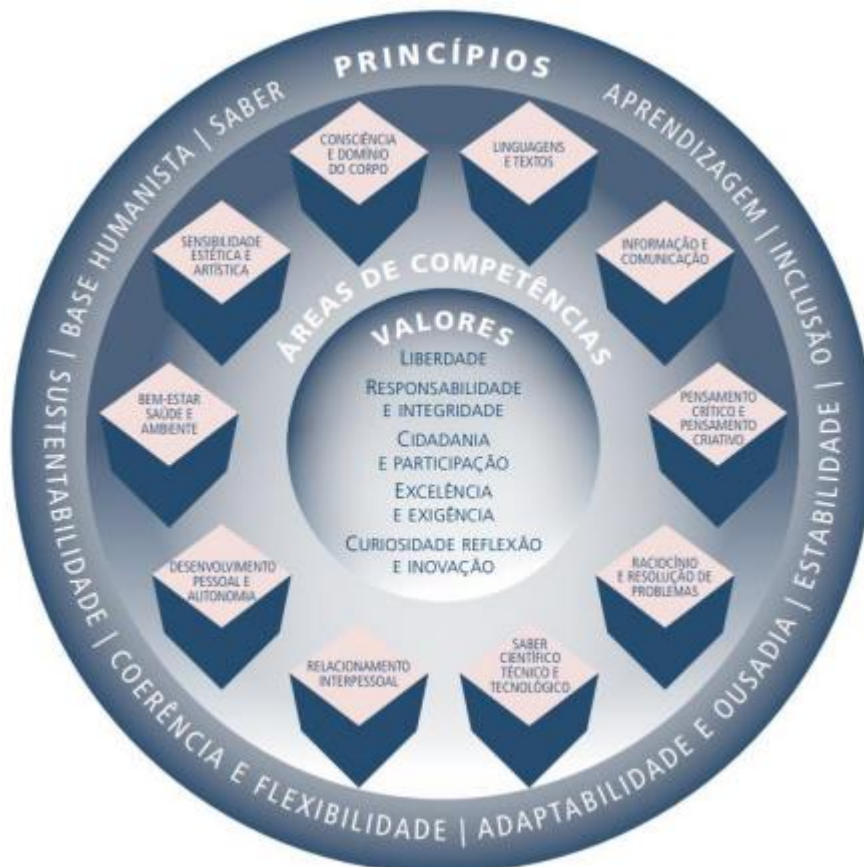 PRINCÍPIOS
BASE HUMANISTA | SABER
APRENDIZAGEM | INCLUSÃO |
ESTABILIDADE |
ADAPTABILIDADE E OUSADIA |
COERÊNCIA E FLEXIBILIDADE |
SUSTENTABILIDADE |
ÁREAS DE COMPETÊNCIAS
CONSCIÊNCIA
E DOMÍNIO
DO CORPO
LINGUAGENS
E TEXTOS
INFORMAÇÃO E
COMUNICAÇÃO
PENSAMENTO
CRÍTICO E
PENSAMENTO
CRIATIVO
RACIOCÍNIO
E RESOLUÇÃO DE
PROBLEMAS
SABER
CIENTÍFICO
TÉCNICO E
TECNOLÓGICO
RELACIONAMENTO
INTERPESSOAL
DESENVOLVIMENTO
PESSOAL E
AUTONOMIA
BEM-ESTAR
SAÚDE E
AMBIENTE
SENSIBILIDADE
ESTÉTICA E
ARTÍSTICA
VALORES
LIBERDADE
RESPONSABILIDADE
E INTEGRIDADE
CIDADANIA
E PARTICIPAÇÃO
EXCELÊNCIA
E EXIGÊNCIA
CURIOSIDADE REFLEXÃO
E INOVAÇÃO